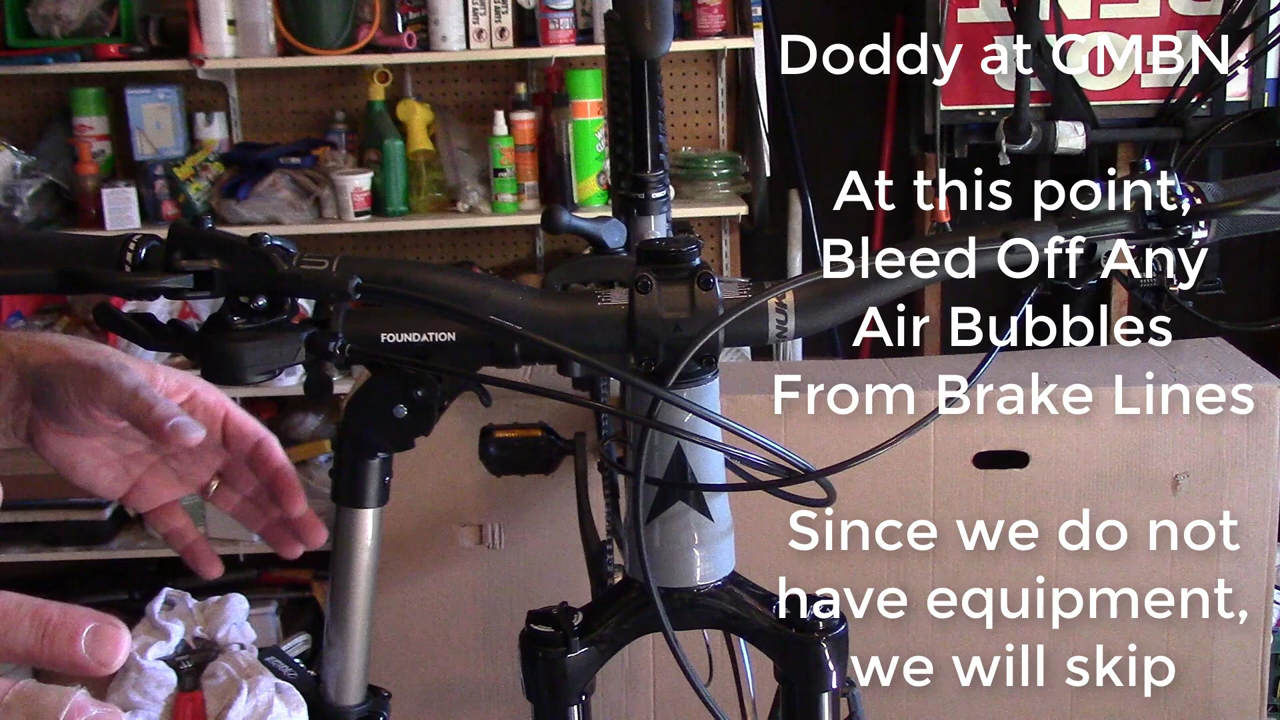 Doddy at GMBN:
At this point,
Bleed Off Any
Air Bubbles
From Brake Lines
Since we do not
have equipment,
we will skip
FOUNDATION
NUKE